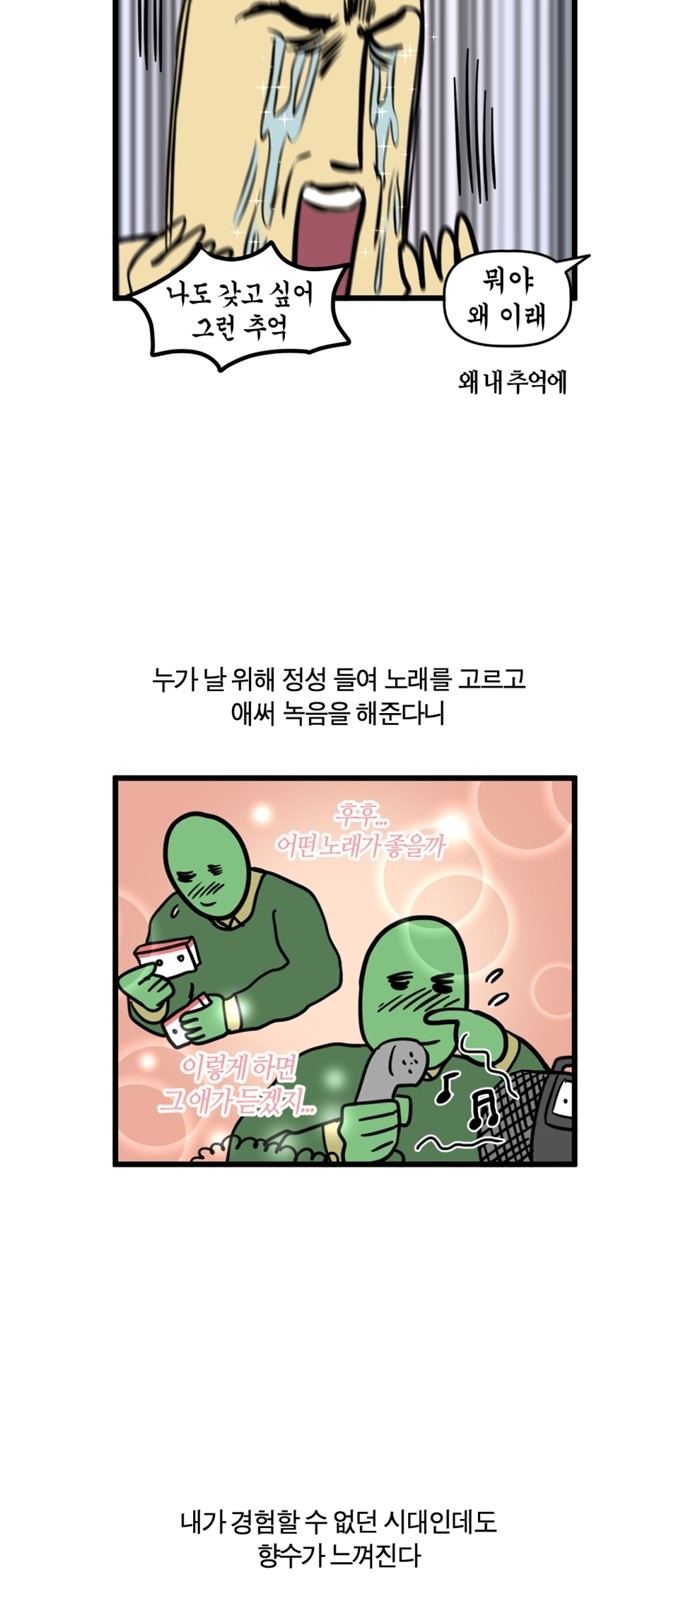 나도 갖고 싶어
그런 추억
뭐야
왜 이래
왜 내 추억에
누가 날 위해 정성 들여 노래를 고르고
애써 녹음을 해준다니
후후...
어떤 노래가 좋을까
이렇게 하면
그 애가 듣겠지...
내가 경험할 수 없던 시대인데도
향수가 느껴진다